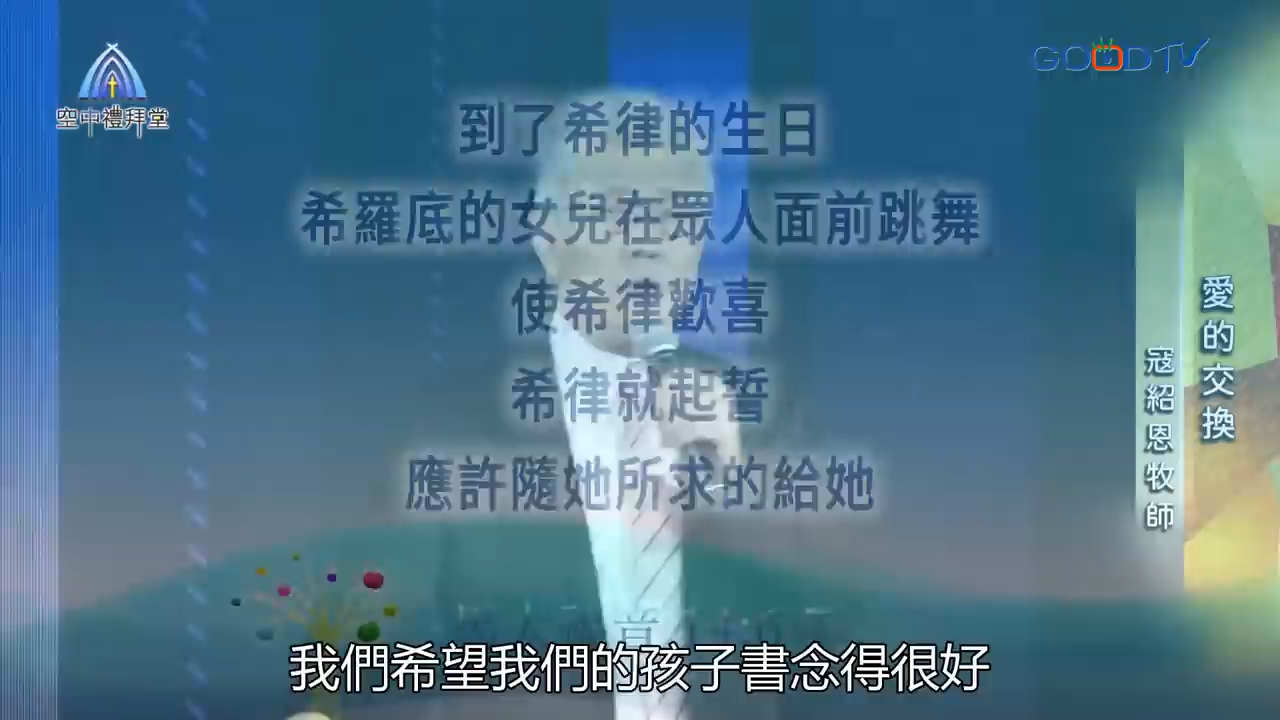 空中禮拜堂
GOODTV
到了希律的生日
希羅底的女兒在眾人面前跳舞
使希律歡喜
希律就起誓
應許隨她所求的給她
愛的交換
寇紹恩牧師
我們希望我們的孩子書念得很好